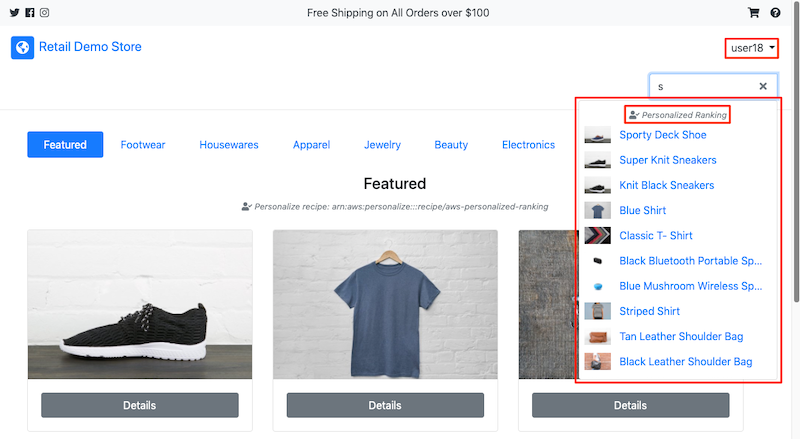 Free Shipping on All Orders over $100
Retail Demo Store
user18
s
Personalized Ranking
Sporty Deck Shoe
Super Knit Sneakers
Knit Black Sneakers
Blue Shirt
Classic T- Shirt
Black Bluetooth Portable Sp...
Blue Mushroom Wireless Sp...
Striped Shirt
Tan Leather Shoulder Bag
Black Leather Shoulder Bag
Featured Footwear Housewares Apparel Jewelry Beauty Electronics
Featured
Personalize recipe: arn:aws:personalize:::recipe/aws-personalized-ranking
Details Details Details